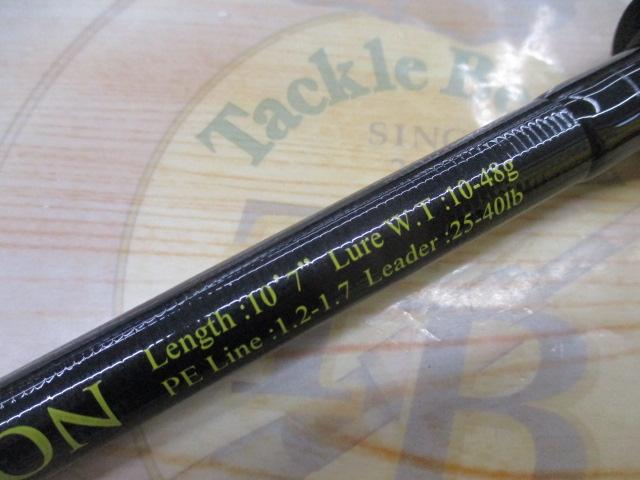 Tackle
SINC
Length :10' 7" Lure W.T :10-48g
PE Line :1.2-1.7 Leader :25-40lb
ON